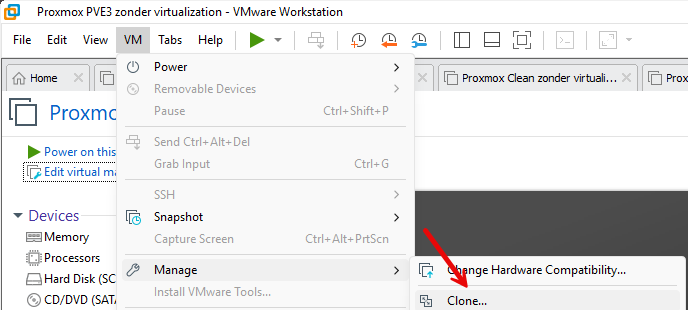 Proxmox PVE3 zonder virtualization - VMware Workstation
File Edit View VM Tabs Help
Home Proxmox Clean zonder virtuali... Prox
Proxmox
Power on this
Edit virtual ma
Devices
Memory
Processors
Hard Disk (SC
CD/DVD (SATA
Power
Removable Devices
Pause Ctrl+Shift+P
Send Ctrl+Alt+Del
Grab Input Ctrl+G
SSH
Snapshot
Capture Screen Ctrl+Alt+PrtScn
Manage
Install VMware Tools...
Change Hardware Compatibility...
Clone...